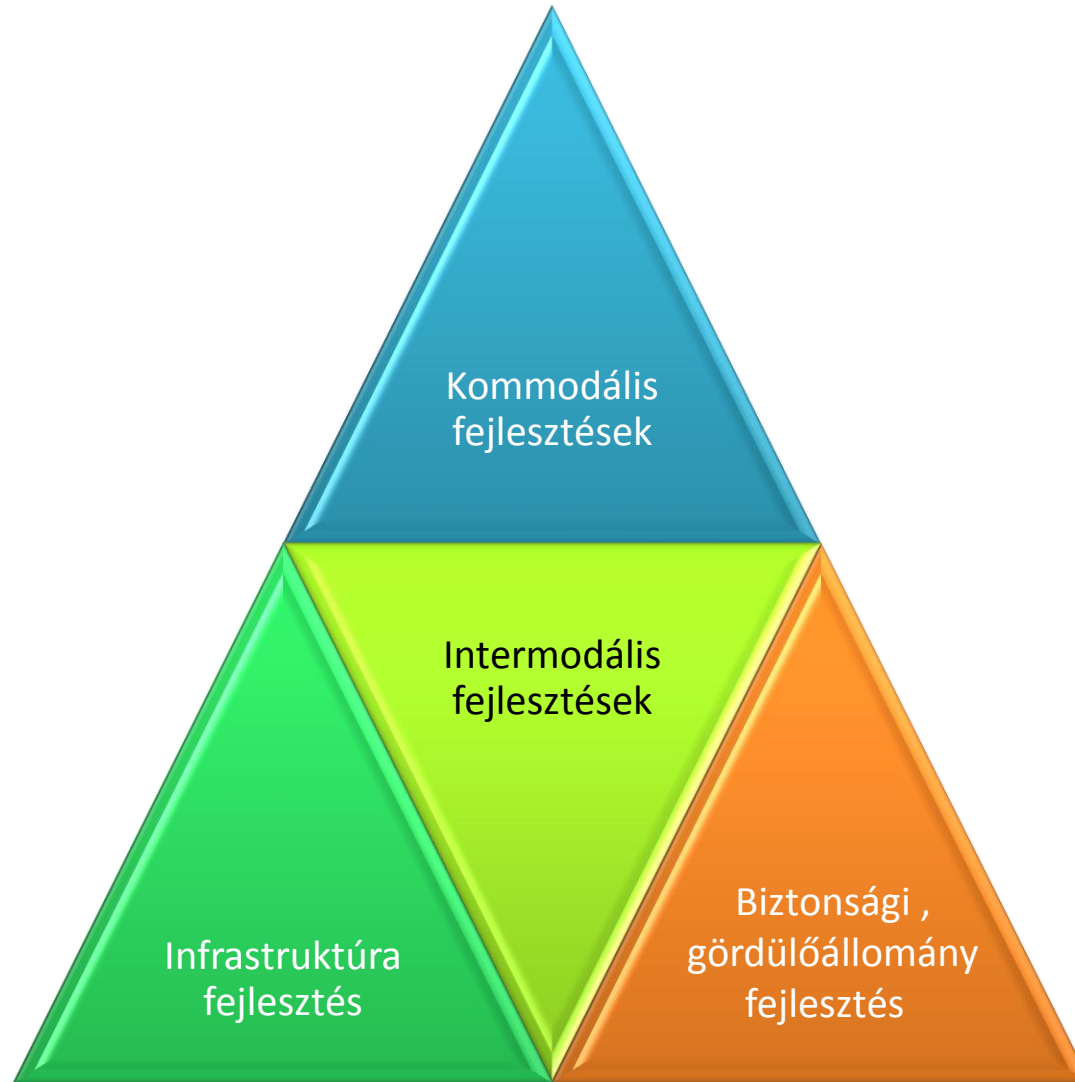 Kommodális
fejlesztések
Intermodális
fejlesztések
Infrastruktúra
fejlesztés
Biztonsági ,
gördülőállomány
fejlesztés